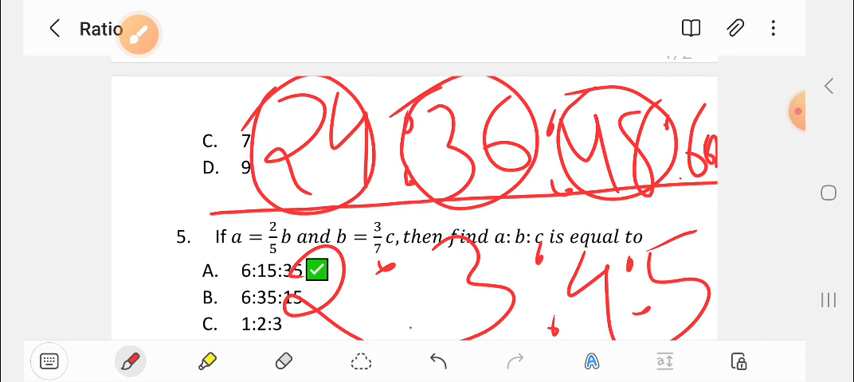 Ratio
C. 7
D. 9
24 : 36 : 48 : 60
5. If a = 2/5 b and b = 3/7 c, then find a: b: c is equal to
A. 6:15:35 ✓
B. 6:35:15
C. 1:2:3
2 : 3 : 4 : 5